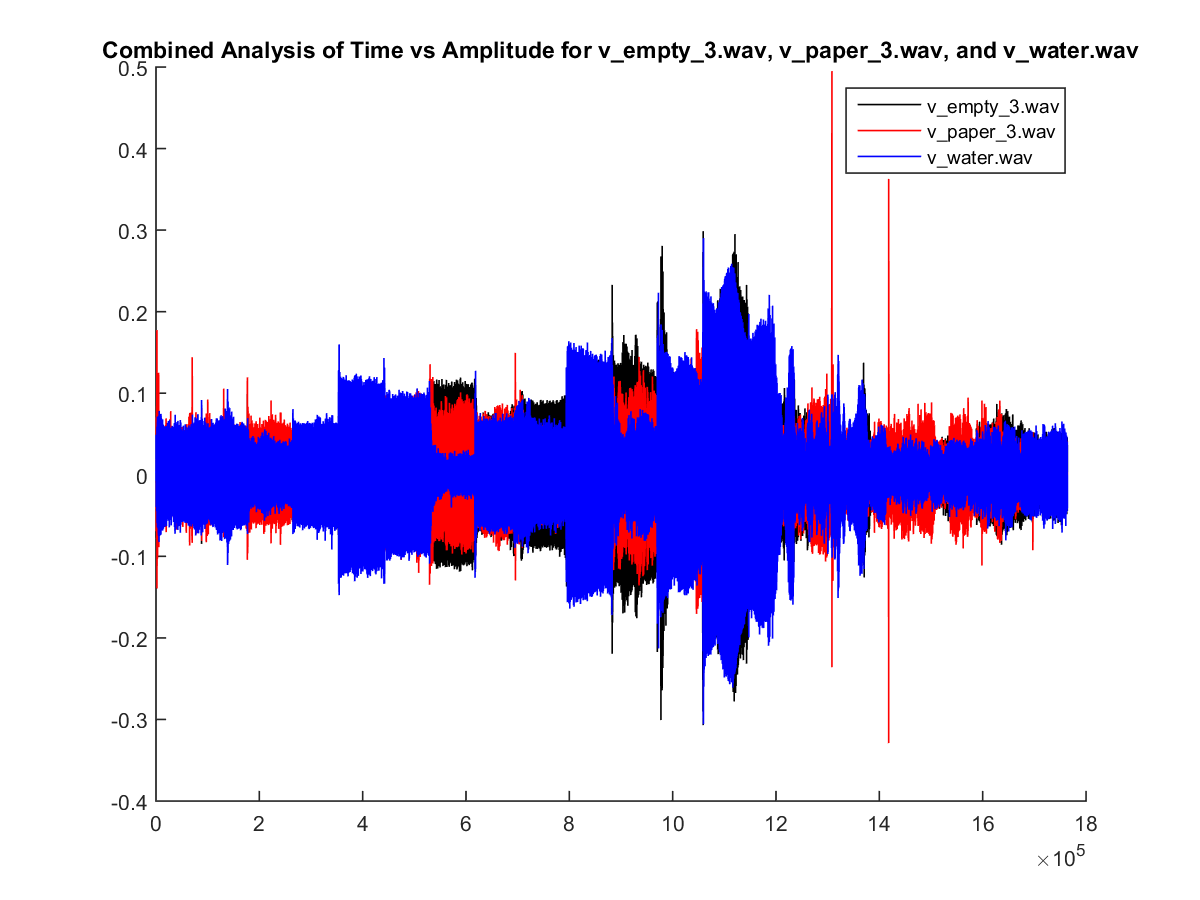 Combined Analysis of Time vs Amplitude for v_empty_3.wav, v_paper_3.wav, and v_water.wav
0.5
0.4
0.3
0.2
0.1
0
-0.1
-0.2
-0.3
-0.4
v_empty_3.wav
v_paper_3.wav
v_water.wav
0 2 4 6 8 10 12 14 16 18
×10⁵